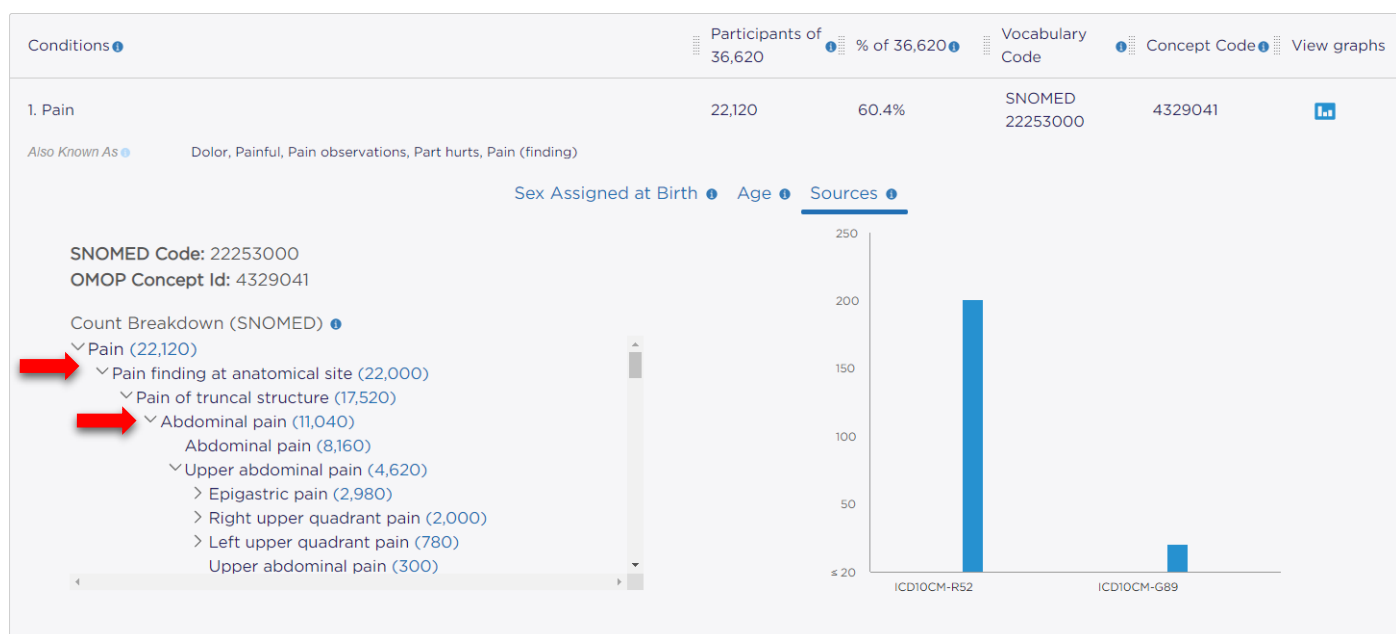 Conditions
Participants of 36,620
% of 36,620
Vocabulary Code
Concept Code
View graphs
1. Pain
22,120
60.4%
SNOMED 22253000
4329041
Also Known As
Dolor, Painful, Pain observations, Part hurts, Pain (finding)
Sex Assigned at Birth
Age
Sources
SNOMED Code: 22253000
OMOP Concept Id: 4329041
Count Breakdown (SNOMED)
Pain (22,120)
Pain finding at anatomical site (22,000)
Pain of truncal structure (17,520)
Abdominal pain (11,040)
Abdominal pain (8,160)
Upper abdominal pain (4,620)
Epigastric pain (2,980)
Right upper quadrant pain (2,000)
Left upper quadrant pain (780)
Upper abdominal pain (300)
250
200
150
100
50
≤ 20
ICD10CM-R52
ICD10CM-G89